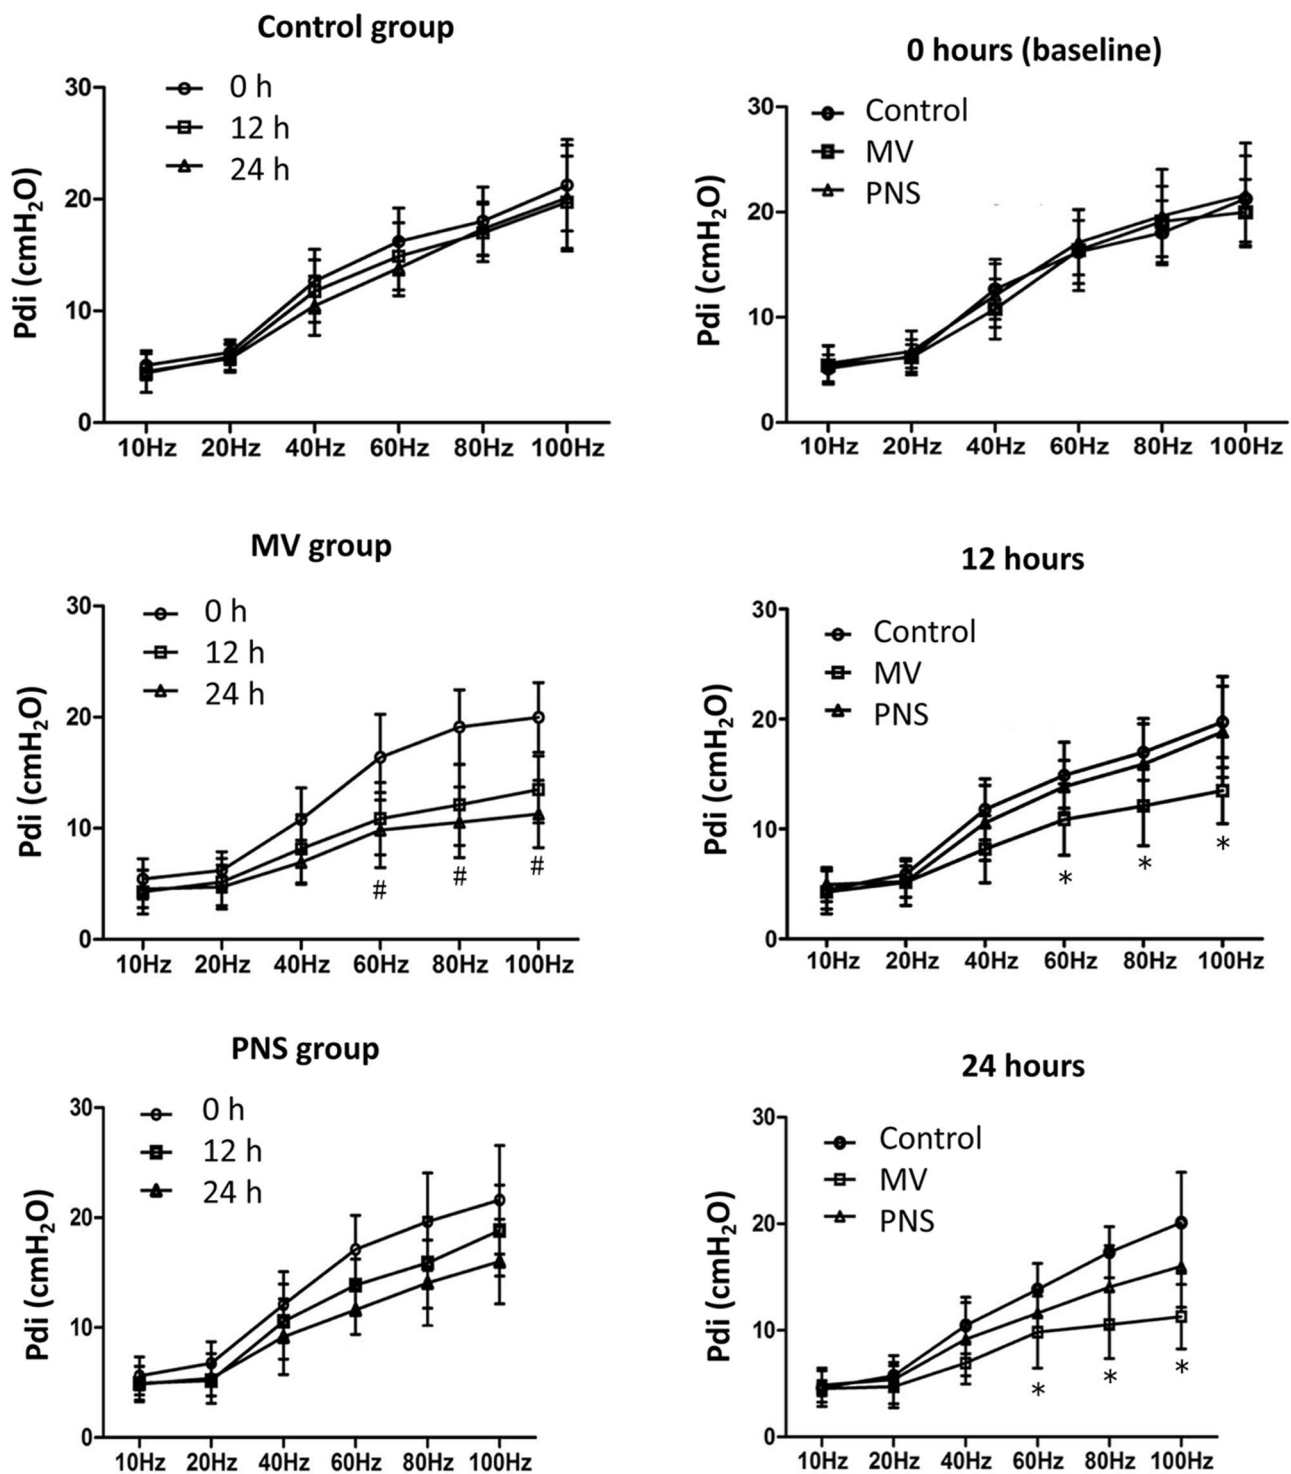 Control group
30
20
10
0
Pdi (cmH2O)
0 h
12 h
24 h
10Hz 20Hz 40Hz 60Hz 80Hz 100Hz
0 hours (baseline)
30
20
10
0
Pdi (cmH2O)
Control
MV
PNS
10Hz 20Hz 40Hz 60Hz 80Hz 100Hz
MV group
30
20
10
0
Pdi (cmH2O)
0 h
12 h
24 h
# # #
10Hz 20Hz 40Hz 60Hz 80Hz 100Hz
12 hours
30
20
10
0
Pdi (cmH2O)
Control
MV
PNS
* * *
10Hz 20Hz 40Hz 60Hz 80Hz 100Hz
PNS group
30
20
10
0
Pdi (cmH2O)
0 h
12 h
24 h
10Hz 20Hz 40Hz 60Hz 80Hz 100Hz
24 hours
30
20
10
0
Pdi (cmH2O)
Control
MV
PNS
* * *
10Hz 20Hz 40Hz 60Hz 80Hz 100Hz